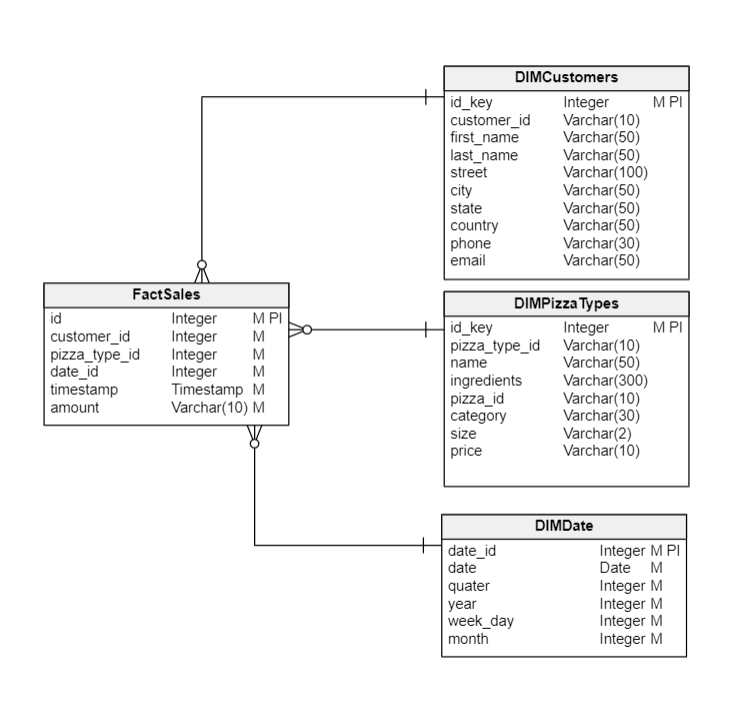 DIMCustomers
id_key Integer M PI
customer_id Varchar(10)
first_name Varchar(50)
last_name Varchar(50)
street Varchar(100)
city Varchar(50)
state Varchar(50)
country Varchar(50)
phone Varchar(30)
email Varchar(50)
FactSales
id Integer M PI
customer_id Integer M
pizza_type_id Integer M
date_id Integer M
timestamp Timestamp M
amount Varchar(10) M
DIMPizzaTypes
id_key Integer M PI
pizza_type_id Varchar(10)
name Varchar(50)
ingredients Varchar(300)
pizza_id Varchar(10)
category Varchar(30)
size Varchar(2)
price Varchar(10)
DIMDate
date_id Integer M PI
date Date M
quater Integer M
year Integer M
week_day Integer M
month Integer M